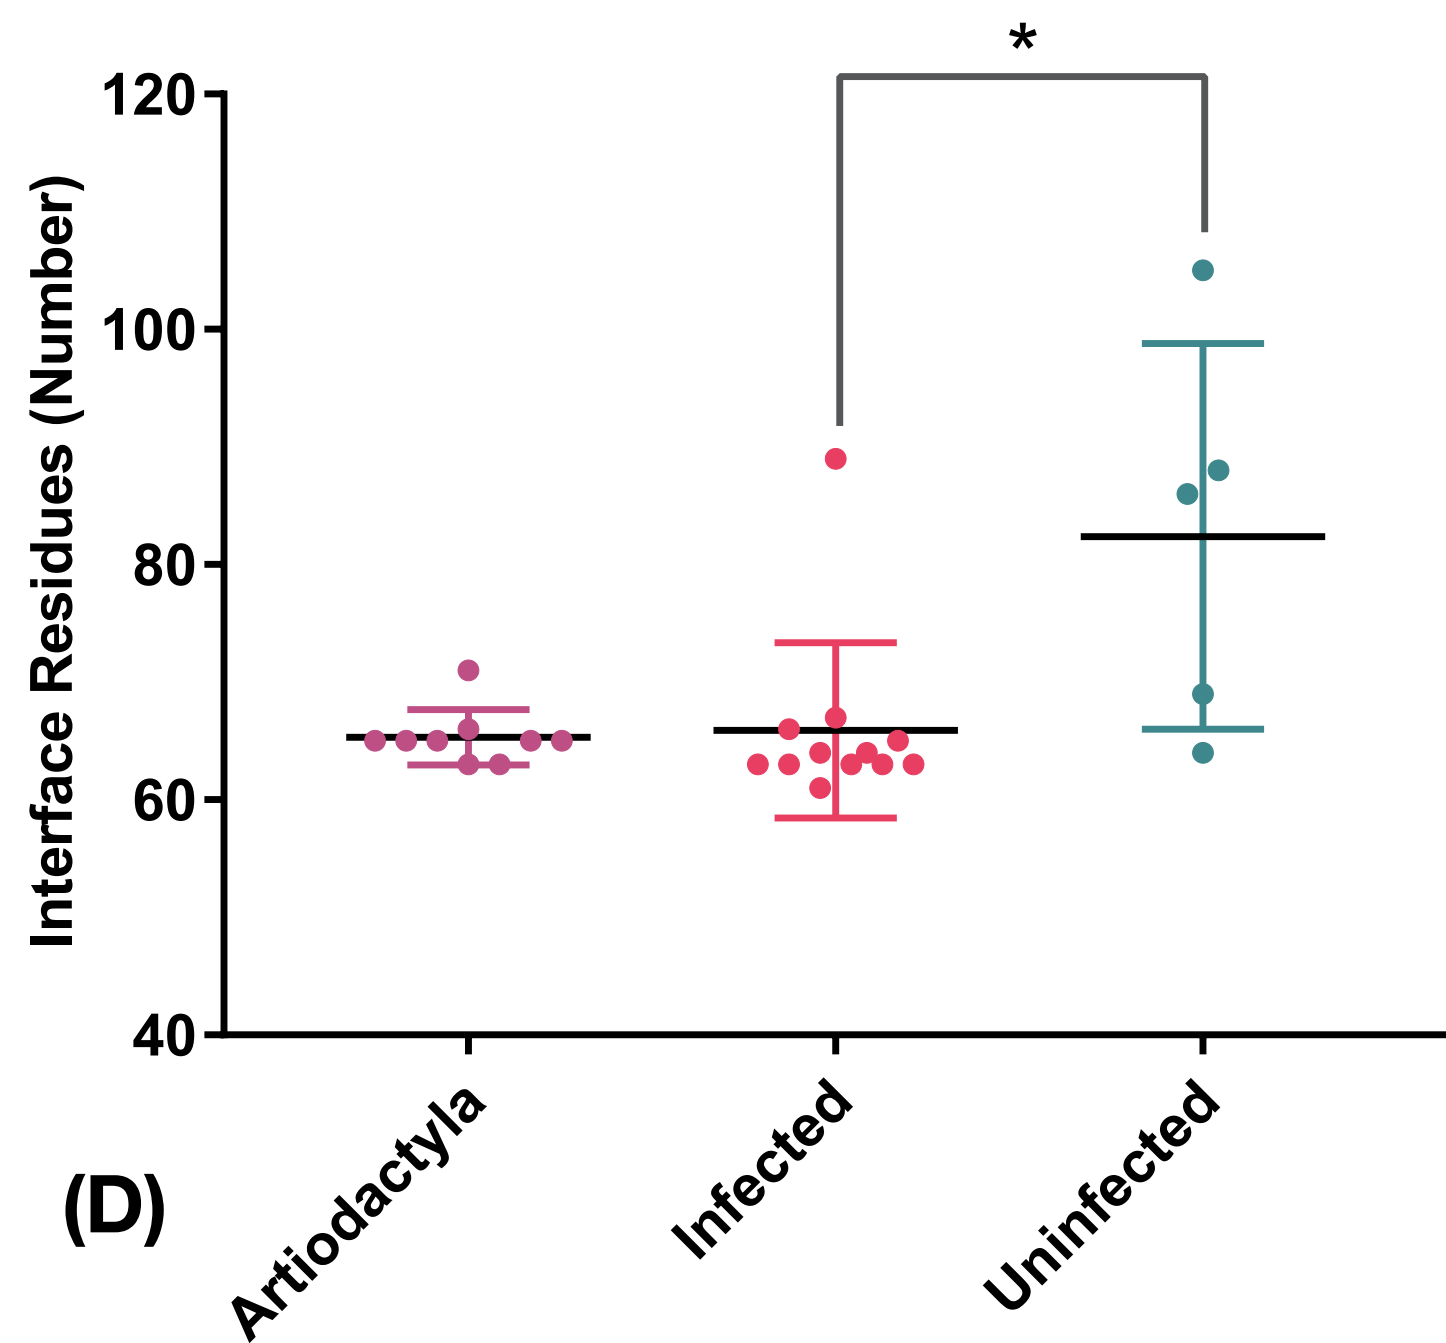 *
120
100
80
60
40
Interface Residues (Number)
Artiodactyla
Infected
Uninfected
(D)